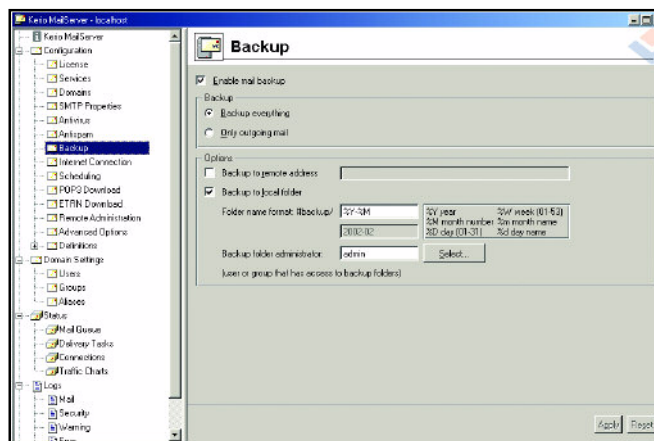 Kerio MailServer - localhost
Kerio MailServer
Configuration
License
Services
Domains
SMTP Properties
Antivirus
Antispam
Backup
Internet Connection
Scheduling
POP3 Download
ETRN Download
Remote Administration
Advanced Options
Definitions
Domain Settings
Users
Groups
Aliases
Status
Mail Queue
Delivery Tasks
Connections
Traffic Charts
Logs
Mail
Security
Warning
Error
Backup
Enable mail backup
Backup
Backup everything
Only outgoing mail
Options
Backup to remote address
Backup to local folder
Folder name format: #backup/ %Y-%M
2002-02
%Y year %W week (01-53)
%M month number %m month name
%D day (01-31) %d day name
Backup folder administrator: admin Select...
(user or group that has access to backup folders)
Apply Reset